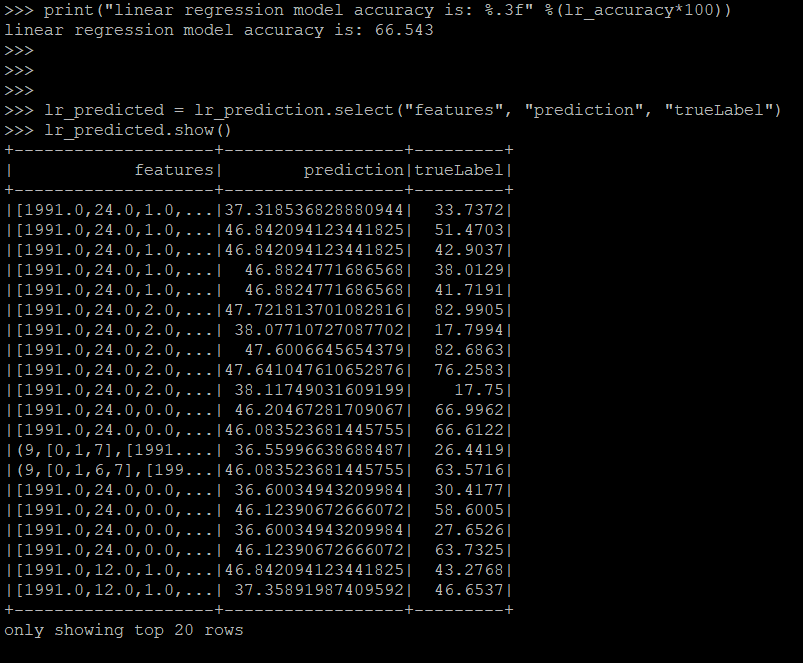 >>> print("linear regression model accuracy is: %.3f" %(lr_accuracy*100))
linear regression model accuracy is: 66.543
>>>
>>>
>>>
>>> lr_predicted = lr_prediction.select("features", "prediction", "trueLabel")
>>> lr_predicted.show()
+--------------------+------------------+---------+
|            features|        prediction|trueLabel|
+--------------------+------------------+---------+
|[1991.0,24.0,1.0,...|37.318536828880944|  33.7372|
|[1991.0,24.0,1.0,...|46.842094123441825|  51.4703|
|[1991.0,24.0,1.0,...|46.842094123441825|  42.9037|
|[1991.0,24.0,1.0,...|  46.8824771686568|  38.0129|
|[1991.0,24.0,1.0,...|  46.8824771686568|  41.7191|
|[1991.0,24.0,2.0,...|47.721813701082816|  82.9905|
|[1991.0,24.0,2.0,...| 38.07710727087702|  17.7994|
|[1991.0,24.0,2.0,...|  47.6006645654379|  82.6863|
|[1991.0,24.0,2.0,...|47.641047610652876|  76.2583|
|[1991.0,24.0,2.0,...| 38.11749031609199|    17.75|
|[1991.0,24.0,0.0,...| 46.20467281709067|  66.9962|
|[1991.0,24.0,0.0,...|46.083523681445755|  66.6122|
|(9,[0,1,7],[1991....| 36.55996638688487|  26.4419|
|(9,[0,1,6,7],[199...|46.083523681445755|  63.5716|
|[1991.0,24.0,0.0,...| 36.60034943209984|  30.4177|
|[1991.0,24.0,0.0,...| 46.12390672666072|  58.6005|
|[1991.0,24.0,0.0,...| 36.60034943209984|  27.6526|
|[1991.0,24.0,0.0,...| 46.12390672666072|  63.7325|
|[1991.0,12.0,1.0,...|46.842094123441825|  43.2768|
|[1991.0,12.0,1.0,...| 37.35891987409592|  46.6537|
+--------------------+------------------+---------+
only showing top 20 rows